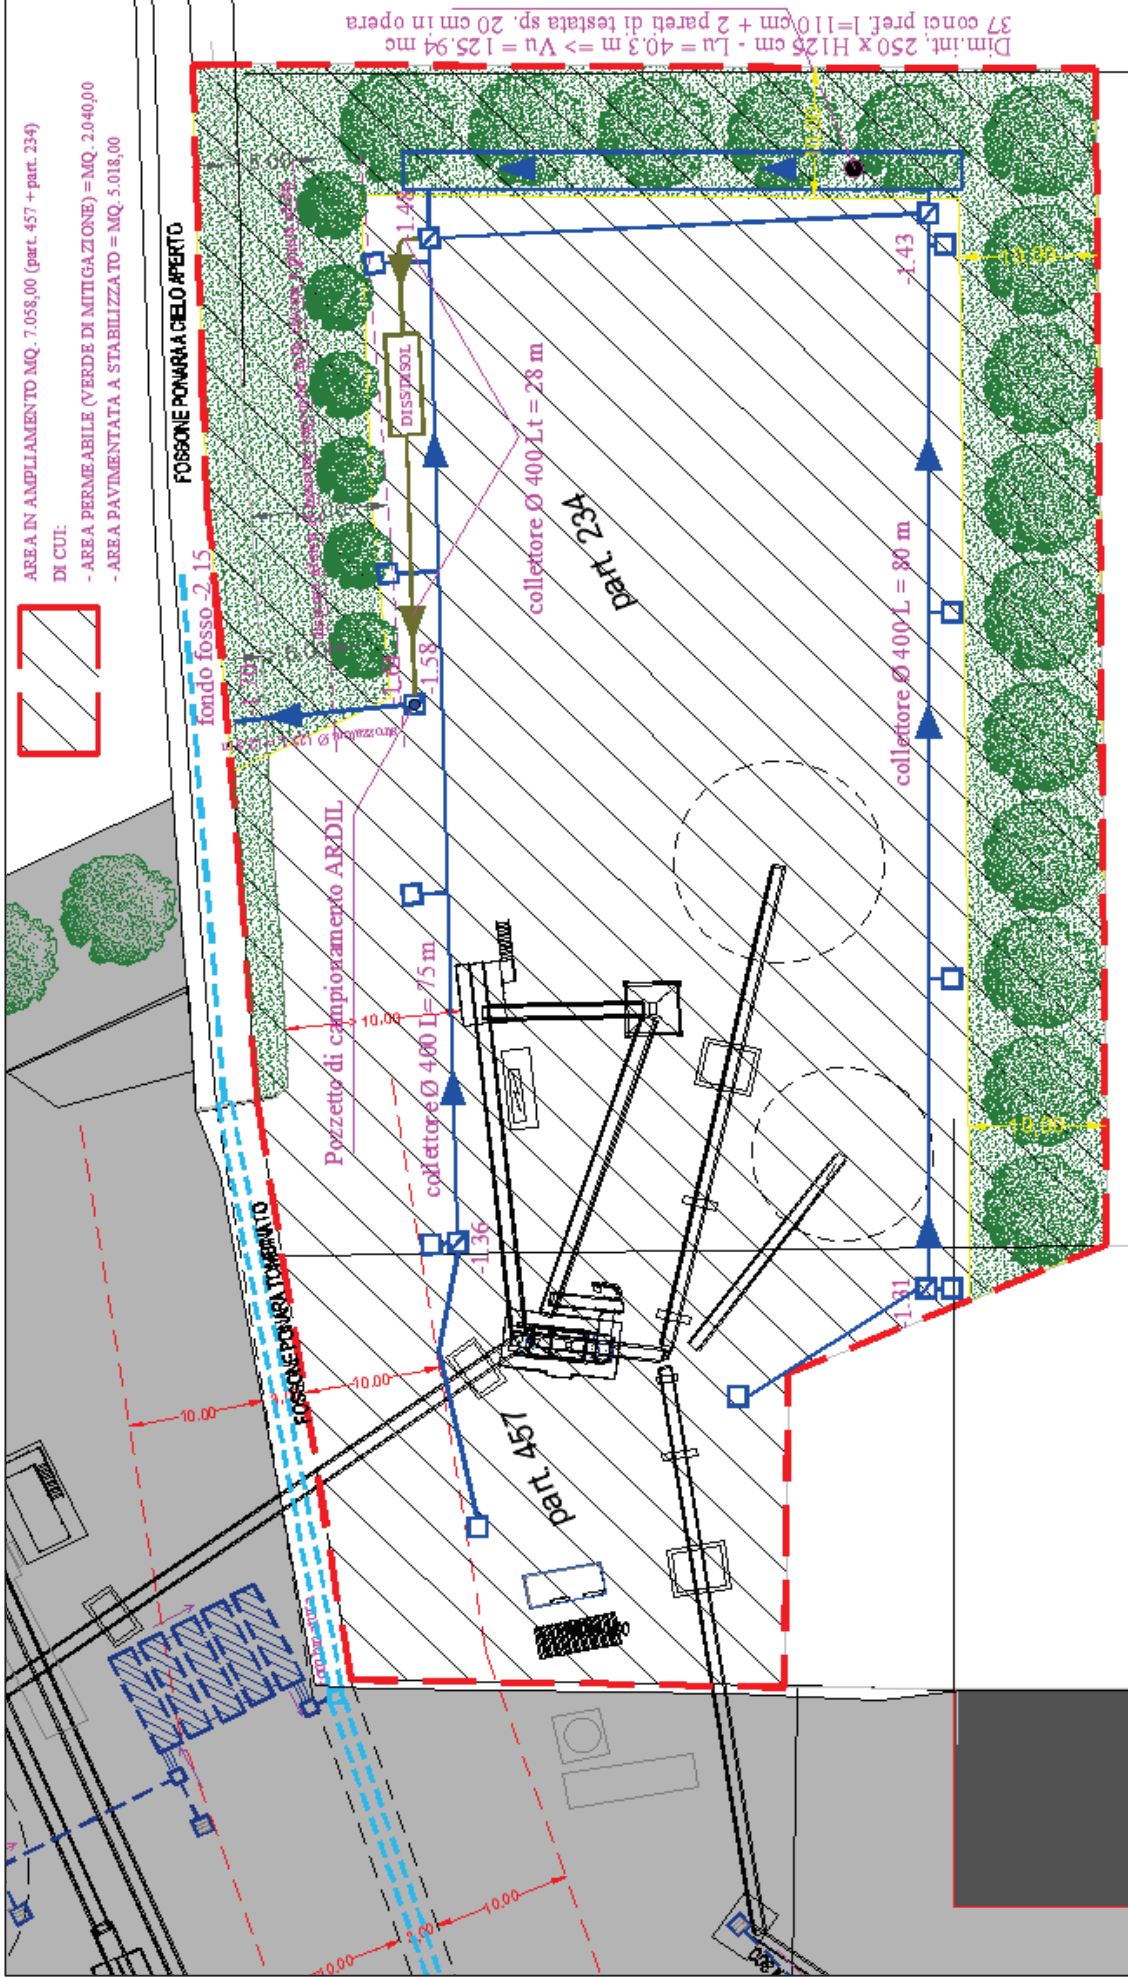 AREA IN AMPLIAMENTO MQ. 7.058,00 (part. 457 + part. 234)
DI CUI:
- AREA PERMEABILE (VERDE DI MITIGAZIONE) = MQ. 2.040,00
- AREA PAVIMENTATA A STABILIZZATO = MQ. 5.018,00
Dim.int. 250 x H125 cm - Lu = 40.3 m => Vu = 125.94 mc
37 conci pref. l=110 cm + 2 pareti di testata sp. 20 cm in opera
FOSSONE PONARA A CIELO APERTO
fondo fosso -2.15
DISSTASOL
-1.48
-1.43
-1.58
-1.36
-1.31
collettore Ø 400 Lt = 28 m
part. 234
collettore Ø 400 L = 80 m
Pozzetto di campionamento ARDIL
collettore Ø 400 L = 75 m
FOSSONE PONARA TOMBINATO
part. 457
10,00
10,00
10,00
10.00
10.00
10.00
10.00
10.00